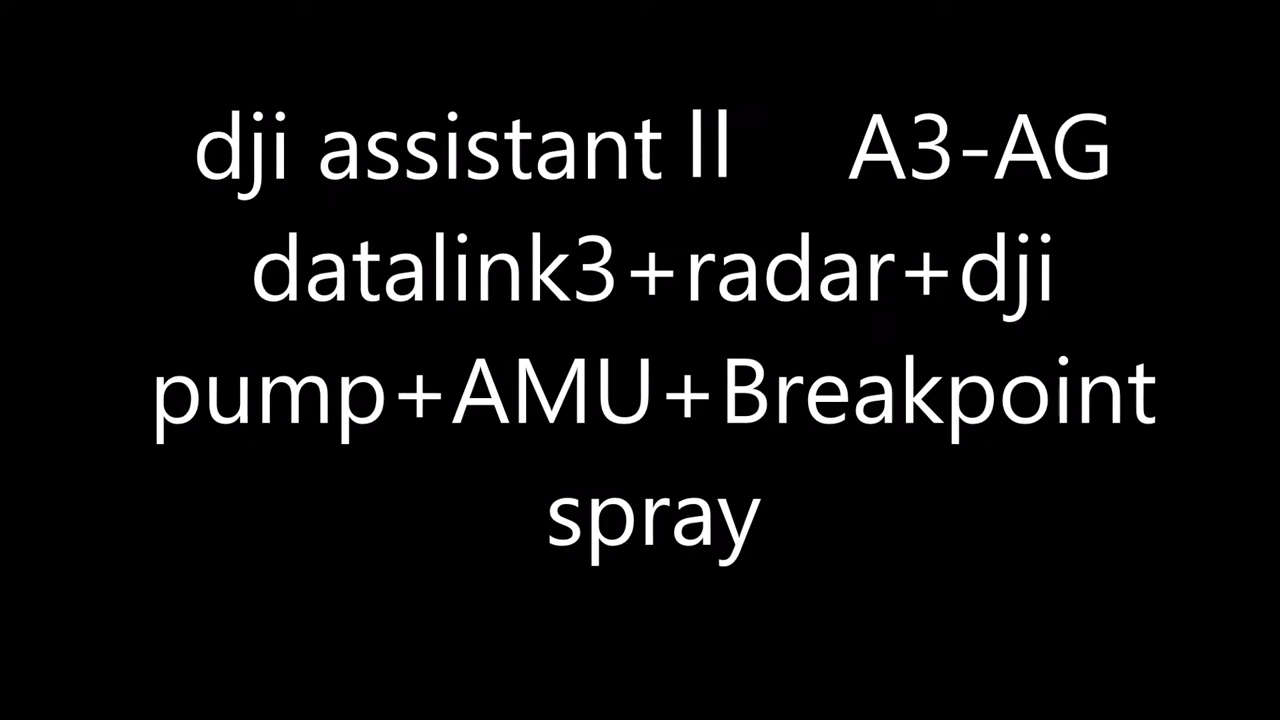 dji assistant ll A3-AG
datalink3+radar+dji
pump+AMU+Breakpoint
spray